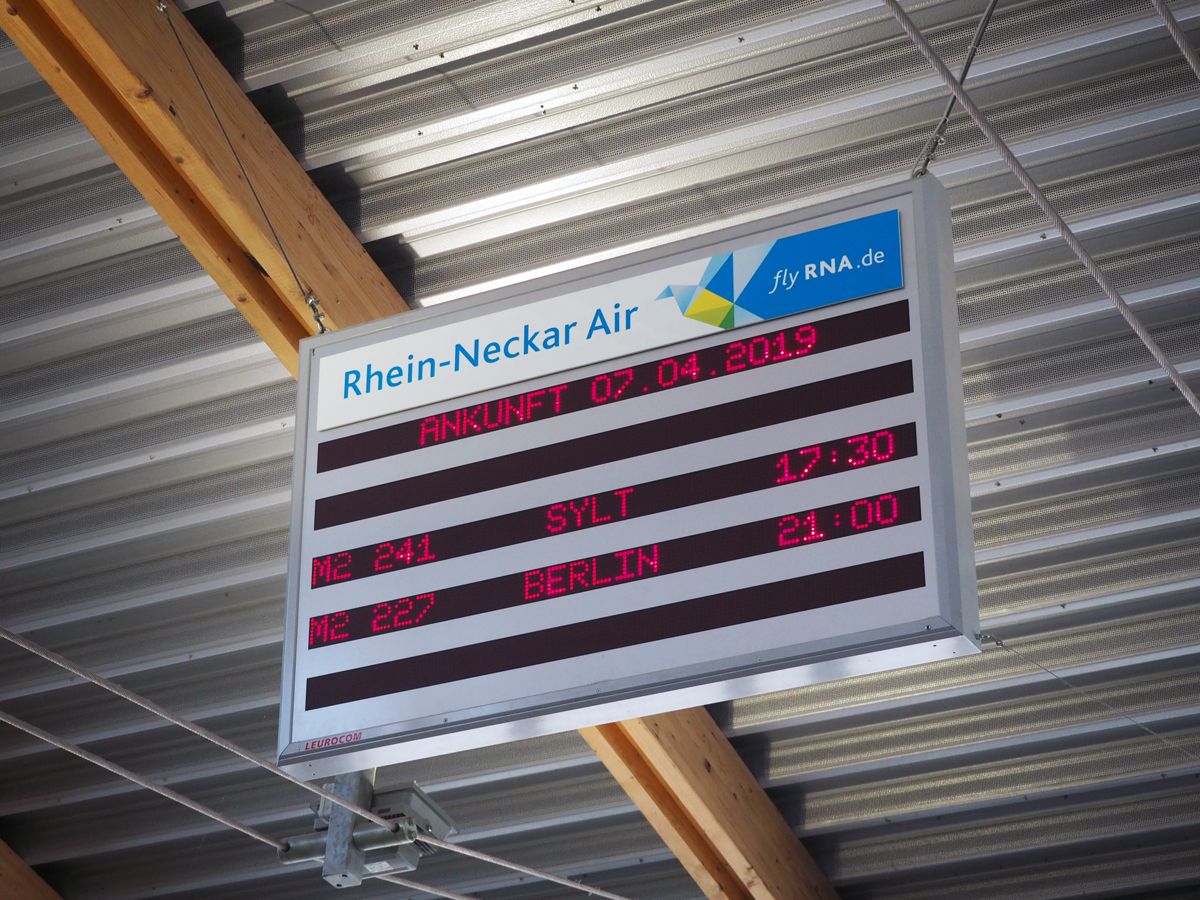 Rhein-Neckar Air
fly RNA.de
ANKUNFT 07.04.2019
M2 241 SYLT 17:30
M2 227 BERLIN 21:00
LEUROCOM